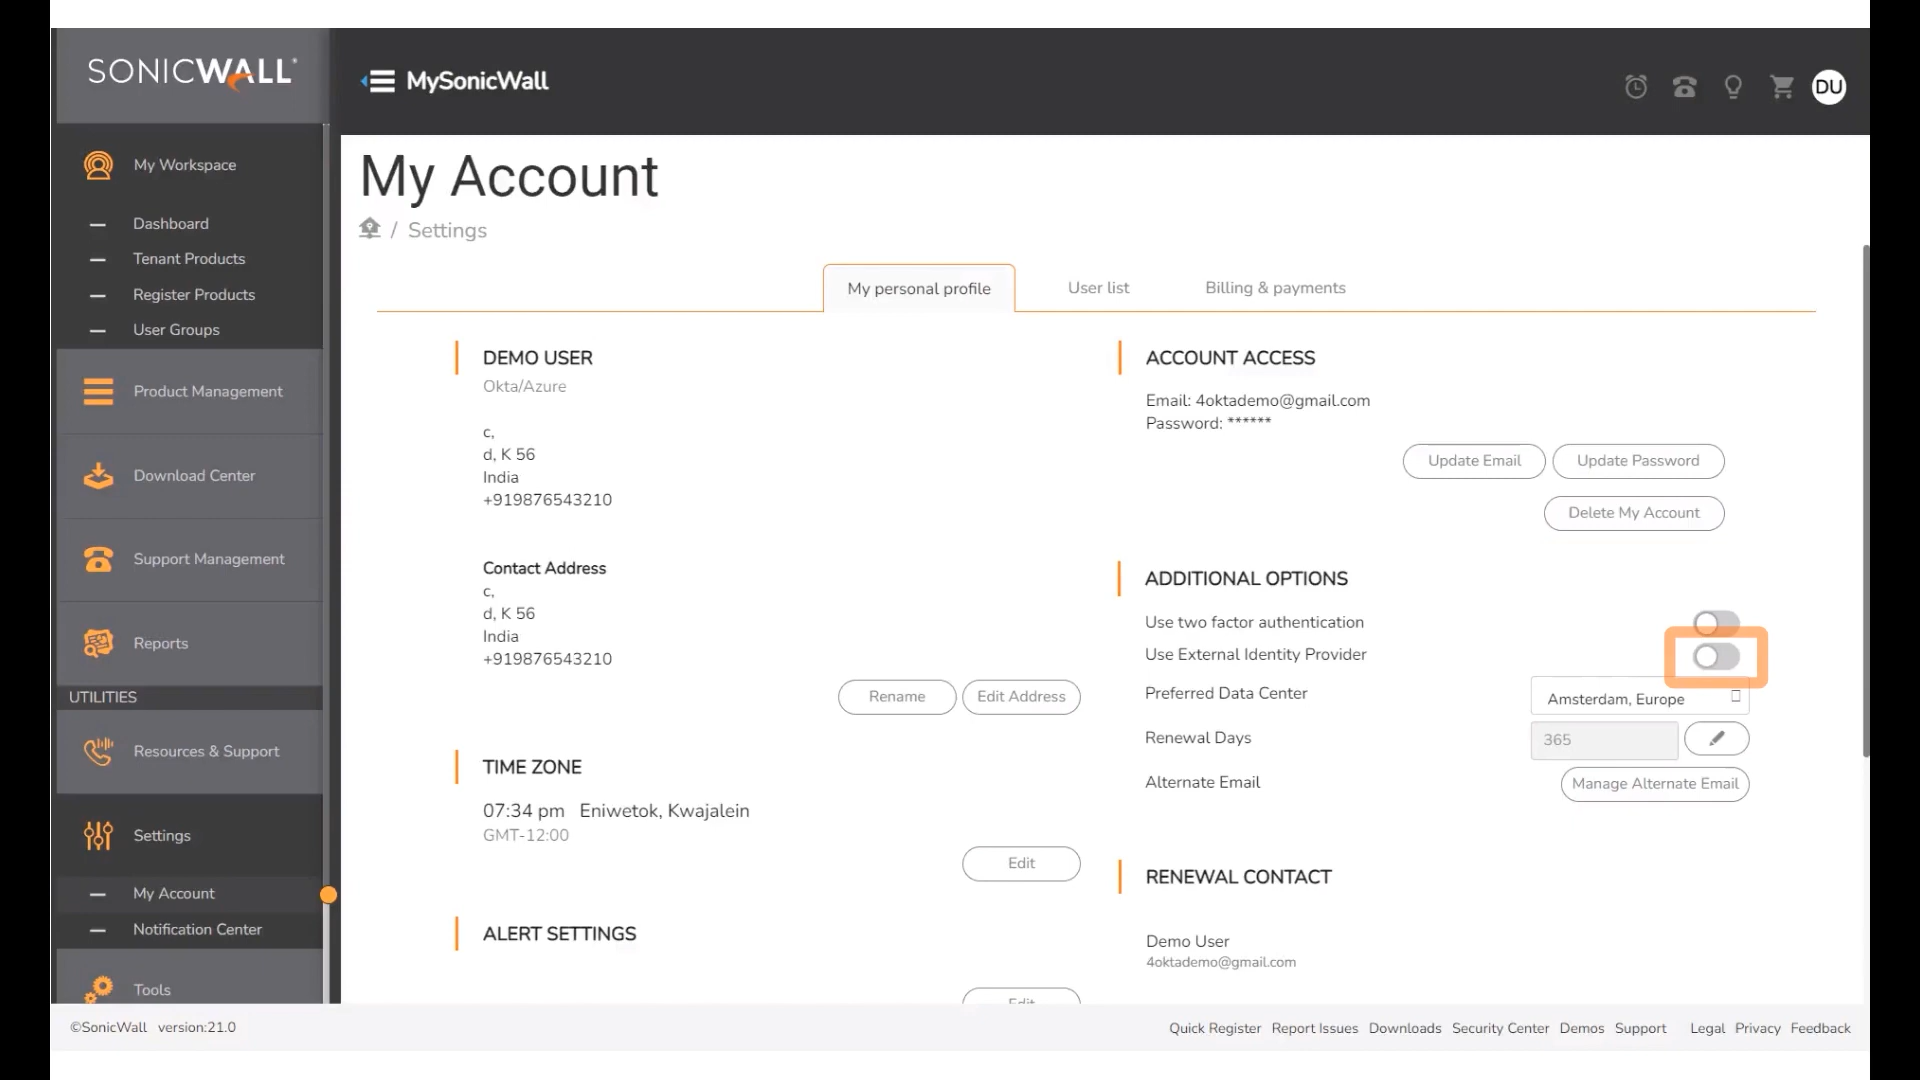 SONICWALL
MySonicWall
DU
My Workspace
Dashboard
Tenant Products
Register Products
User Groups
Product Management
Download Center
Support Management
Reports
UTILITIES
Resources & Support
Settings
My Account
Notification Center
Tools
My Account
/ Settings
My personal profile
User list
Billing & payments
DEMO USER
Okta/Azure
c,
d, K 56
India
+919876543210
Contact Address
c,
d, K 56
India
+919876543210
Rename
Edit Address
TIME ZONE
07:34 pm Eniwetok, Kwajalein
GMT-12:00
Edit
ALERT SETTINGS
Edit
ACCOUNT ACCESS
Email: 4oktademo@gmail.com
Password: ******
Update Email
Update Password
Delete My Account
ADDITIONAL OPTIONS
Use two factor authentication
Use External Identity Provider
Preferred Data Center
Amsterdam, Europe
Renewal Days
365
Alternate Email
Manage Alternate Email
RENEWAL CONTACT
Demo User
4oktademo@gmail.com
©SonicWall version:21.0
Quick Register Report Issues Downloads Security Center Demos Support Legal Privacy Feedback